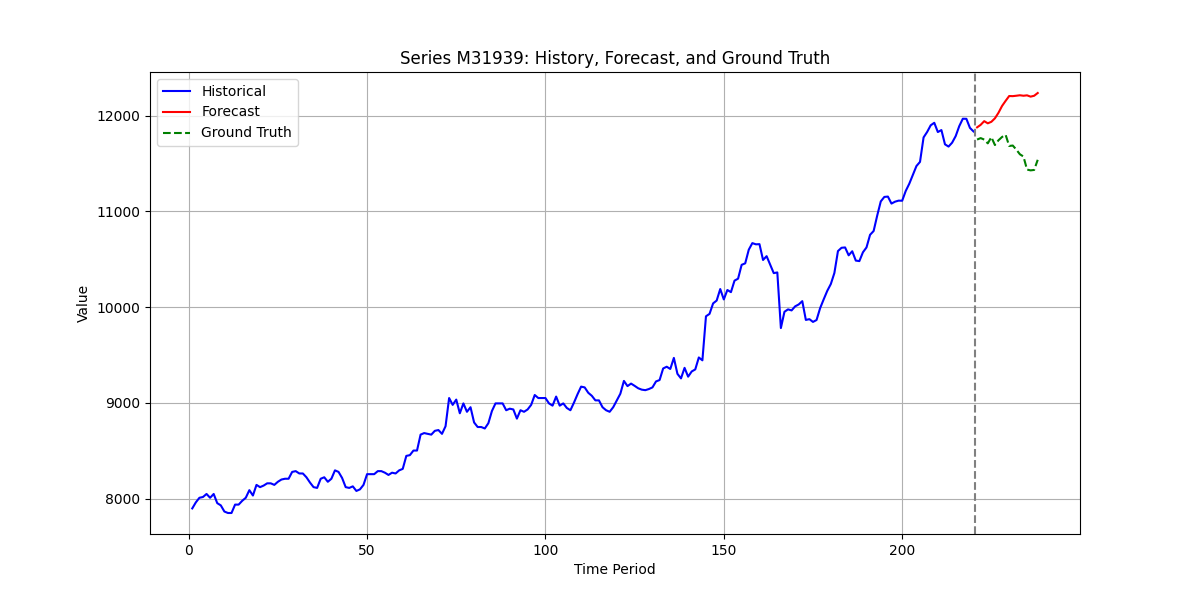 Series M31939: History, Forecast, and Ground Truth
Historical
Forecast
Ground Truth
12000
11000
10000
9000
8000
Value
0 50 100 150 200
Time Period